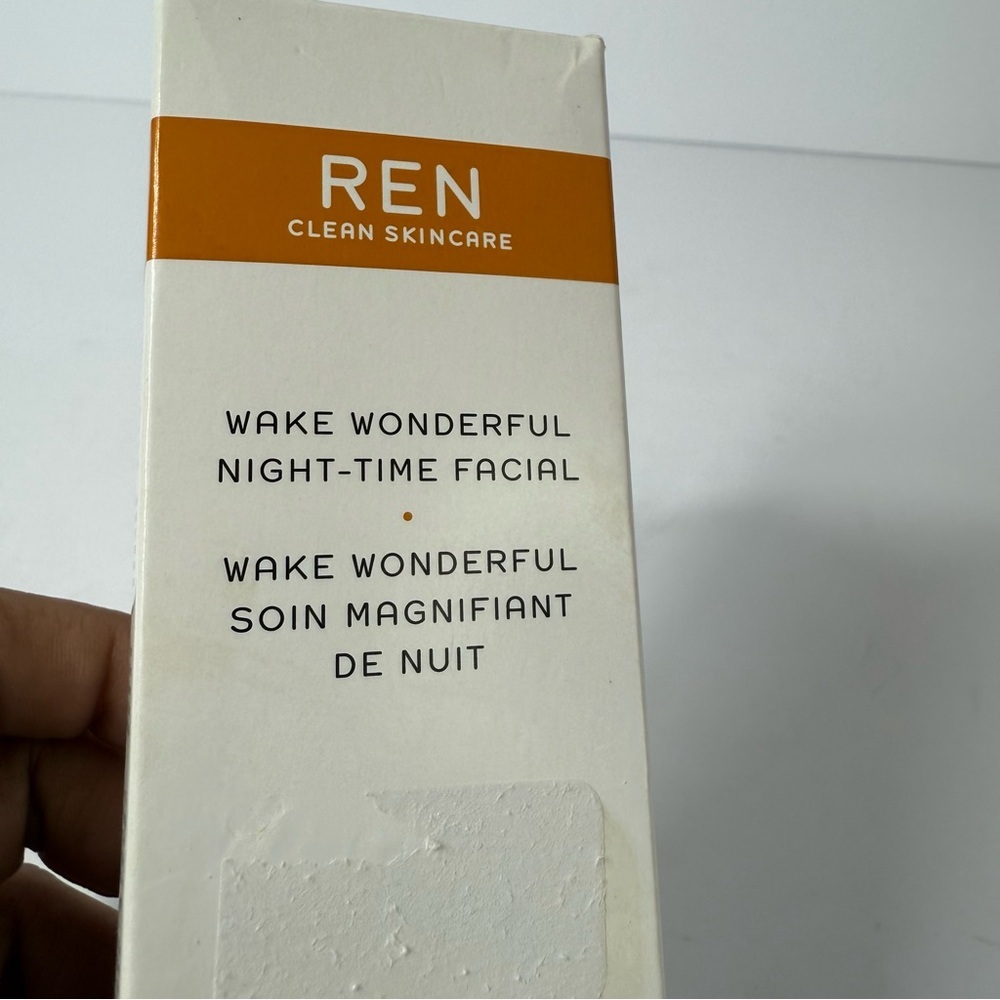 REN
CLEAN SKINCARE
WAKE WONDERFUL
NIGHT-TIME FACIAL
•
WAKE WONDERFUL
SOIN MAGNIFIANT
DE NUIT